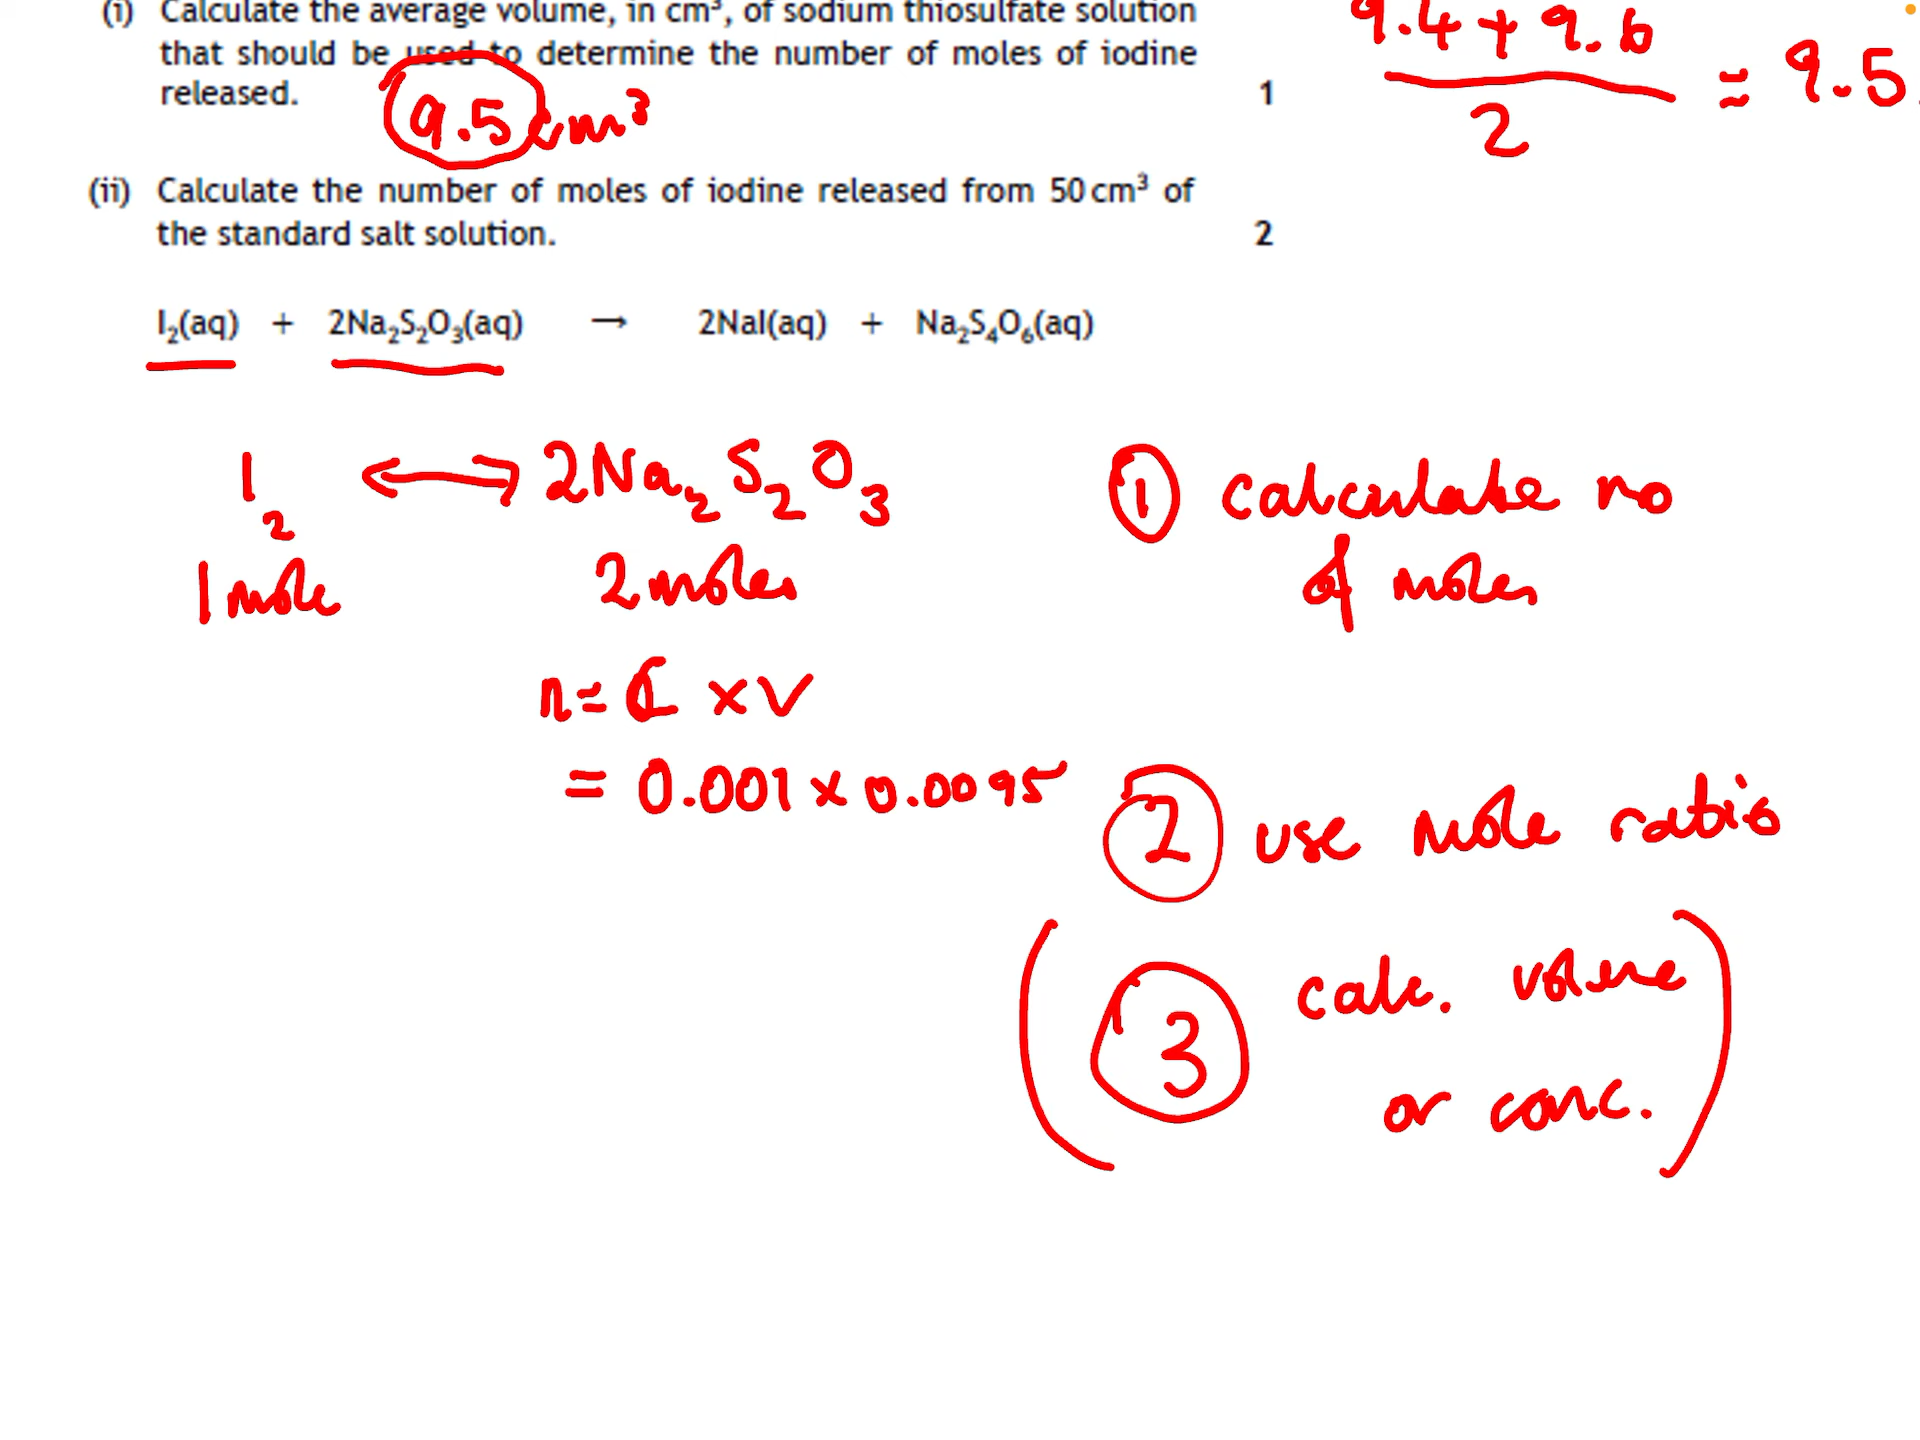 (i) Calculate the average volume, in cm³, of sodium thiosulfate solution
that should be used to determine the number of moles of iodine
released. 1
9.5 cm³
9.4 + 9.6
2
= 9.5
(ii) Calculate the number of moles of iodine released from 50 cm³ of
the standard salt solution. 2
I₂(aq) + 2Na₂S₂O₃(aq) → 2NaI(aq) + Na₂S₄O₆(aq)
I₂ ⟷ 2Na₂S₂O₃
1 mole 2 moles
n = C x V
= 0.001 x 0.0095
① calculate no
of moles
② use mole ratio
( ③ calc. volume
or conc. )